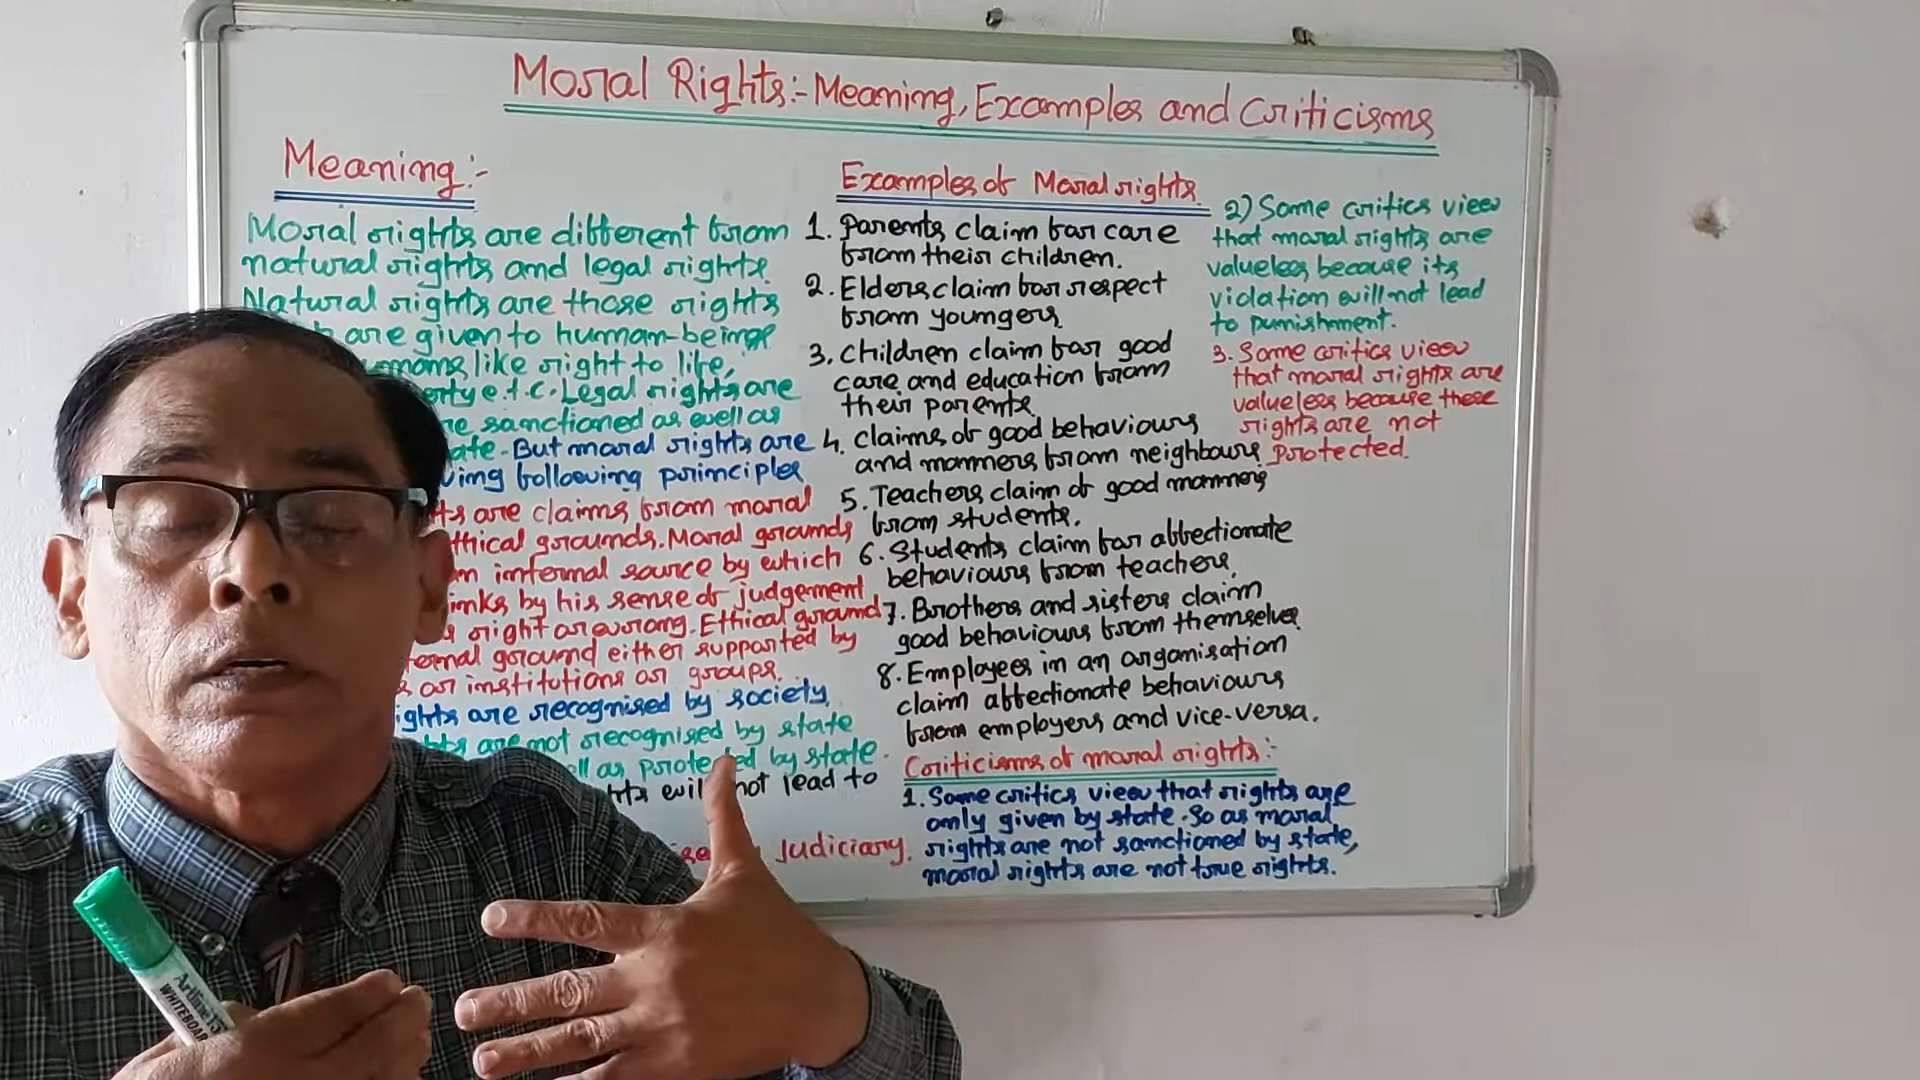 Moral Rights:- Meaning, Examples and Criticisms
Meaning:-
Moral rights are different from
natural rights and legal rights.
Natural rights are those rights
are given to human-beings
like right to life,
e.t.c. Legal rights are
sanctioned as well as
But moral rights are
following principles
are claims from moral
grounds. Moral grounds
internal source by which
by his sense of judgement
right or wrong. Ethical ground
ground either supported by
or institutions or groups.
are recognised by society.
are not recognised by state
as protected by state.
will not lead to
Judiciary.
Examples of Moral rights
1. Parents claim for care
from their children.
2. Elders claim for respect
from youngers.
3. Children claim for good
care and education from
their parents.
4. Claims of good behaviours
and manners from neighbours
5. Teachers claim of good manners
from students.
6. Students claim for affectionate
behaviours from teachers.
7. Brothers and sisters claim
good behaviours from themselves
8. Employees in an organisation
claim affectionate behaviours
from employers and vice-versa.
Criticisms of moral rights:-
1. Some critics view that rights are
only given by state. So as moral
rights are not sanctioned by state,
moral rights are not true rights.
2) Some critics view
that moral rights are
valueless because its
violation will not lead
to punishment.
3. Some critics view
that moral rights are
valueless because these
rights are not
protected.
Artline
WHITEBOAR